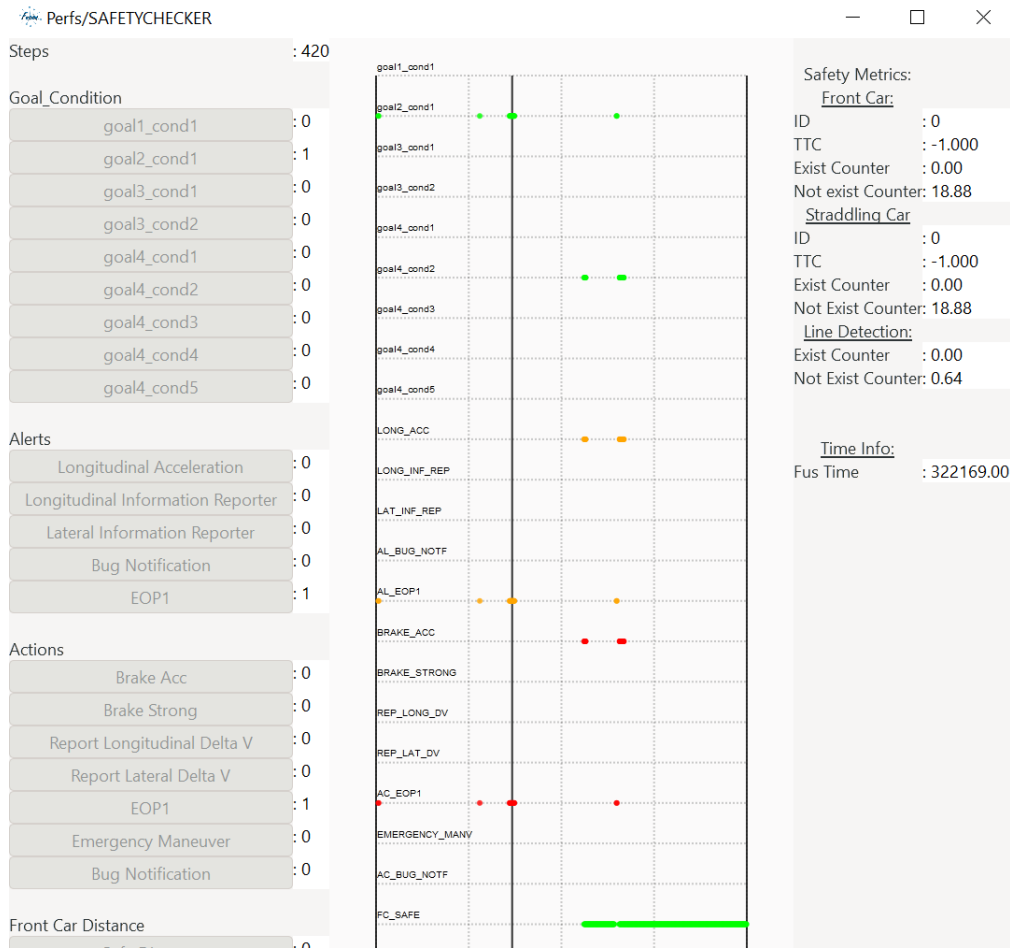 Perfs/SAFETYCHECKER
Steps : 420
Goal_Condition
goal1_cond1 : 0
goal2_cond1 : 1
goal3_cond1 : 0
goal3_cond2 : 0
goal4_cond1 : 0
goal4_cond2 : 0
goal4_cond3 : 0
goal4_cond4 : 0
goal4_cond5 : 0
Alerts
Longitudinal Acceleration : 0
Longitudinal Information Reporter : 0
Lateral Information Reporter : 0
Bug Notification : 0
EOP1 : 1
Actions
Brake Acc : 0
Brake Strong : 0
Report Longitudinal Delta V : 0
Report Lateral Delta V : 0
EOP1 : 1
Emergency Maneuver : 0
Bug Notification : 0
Front Car Distance
goal1_cond1
goal2_cond1
goal3_cond1
goal3_cond2
goal4_cond1
goal4_cond2
goal4_cond3
goal4_cond4
goal4_cond5
LONG_ACC
LONG_INF_REP
LAT_INF_REP
AL_BUG_NOTF
AL_EOP1
BRAKE_ACC
BRAKE_STRONG
REP_LONG_DV
REP_LAT_DV
AC_EOP1
EMERGENCY_MANV
AC_BUG_NOTF
FC_SAFE
Safety Metrics:
Front Car:
ID : 0
TTC : -1.000
Exist Counter : 0.00
Not exist Counter: 18.88
Straddling Car
ID : 0
TTC : -1.000
Exist Counter : 0.00
Not Exist Counter: 18.88
Line Detection:
Exist Counter : 0.00
Not Exist Counter: 0.64
Time Info:
Fus Time : 322169.00